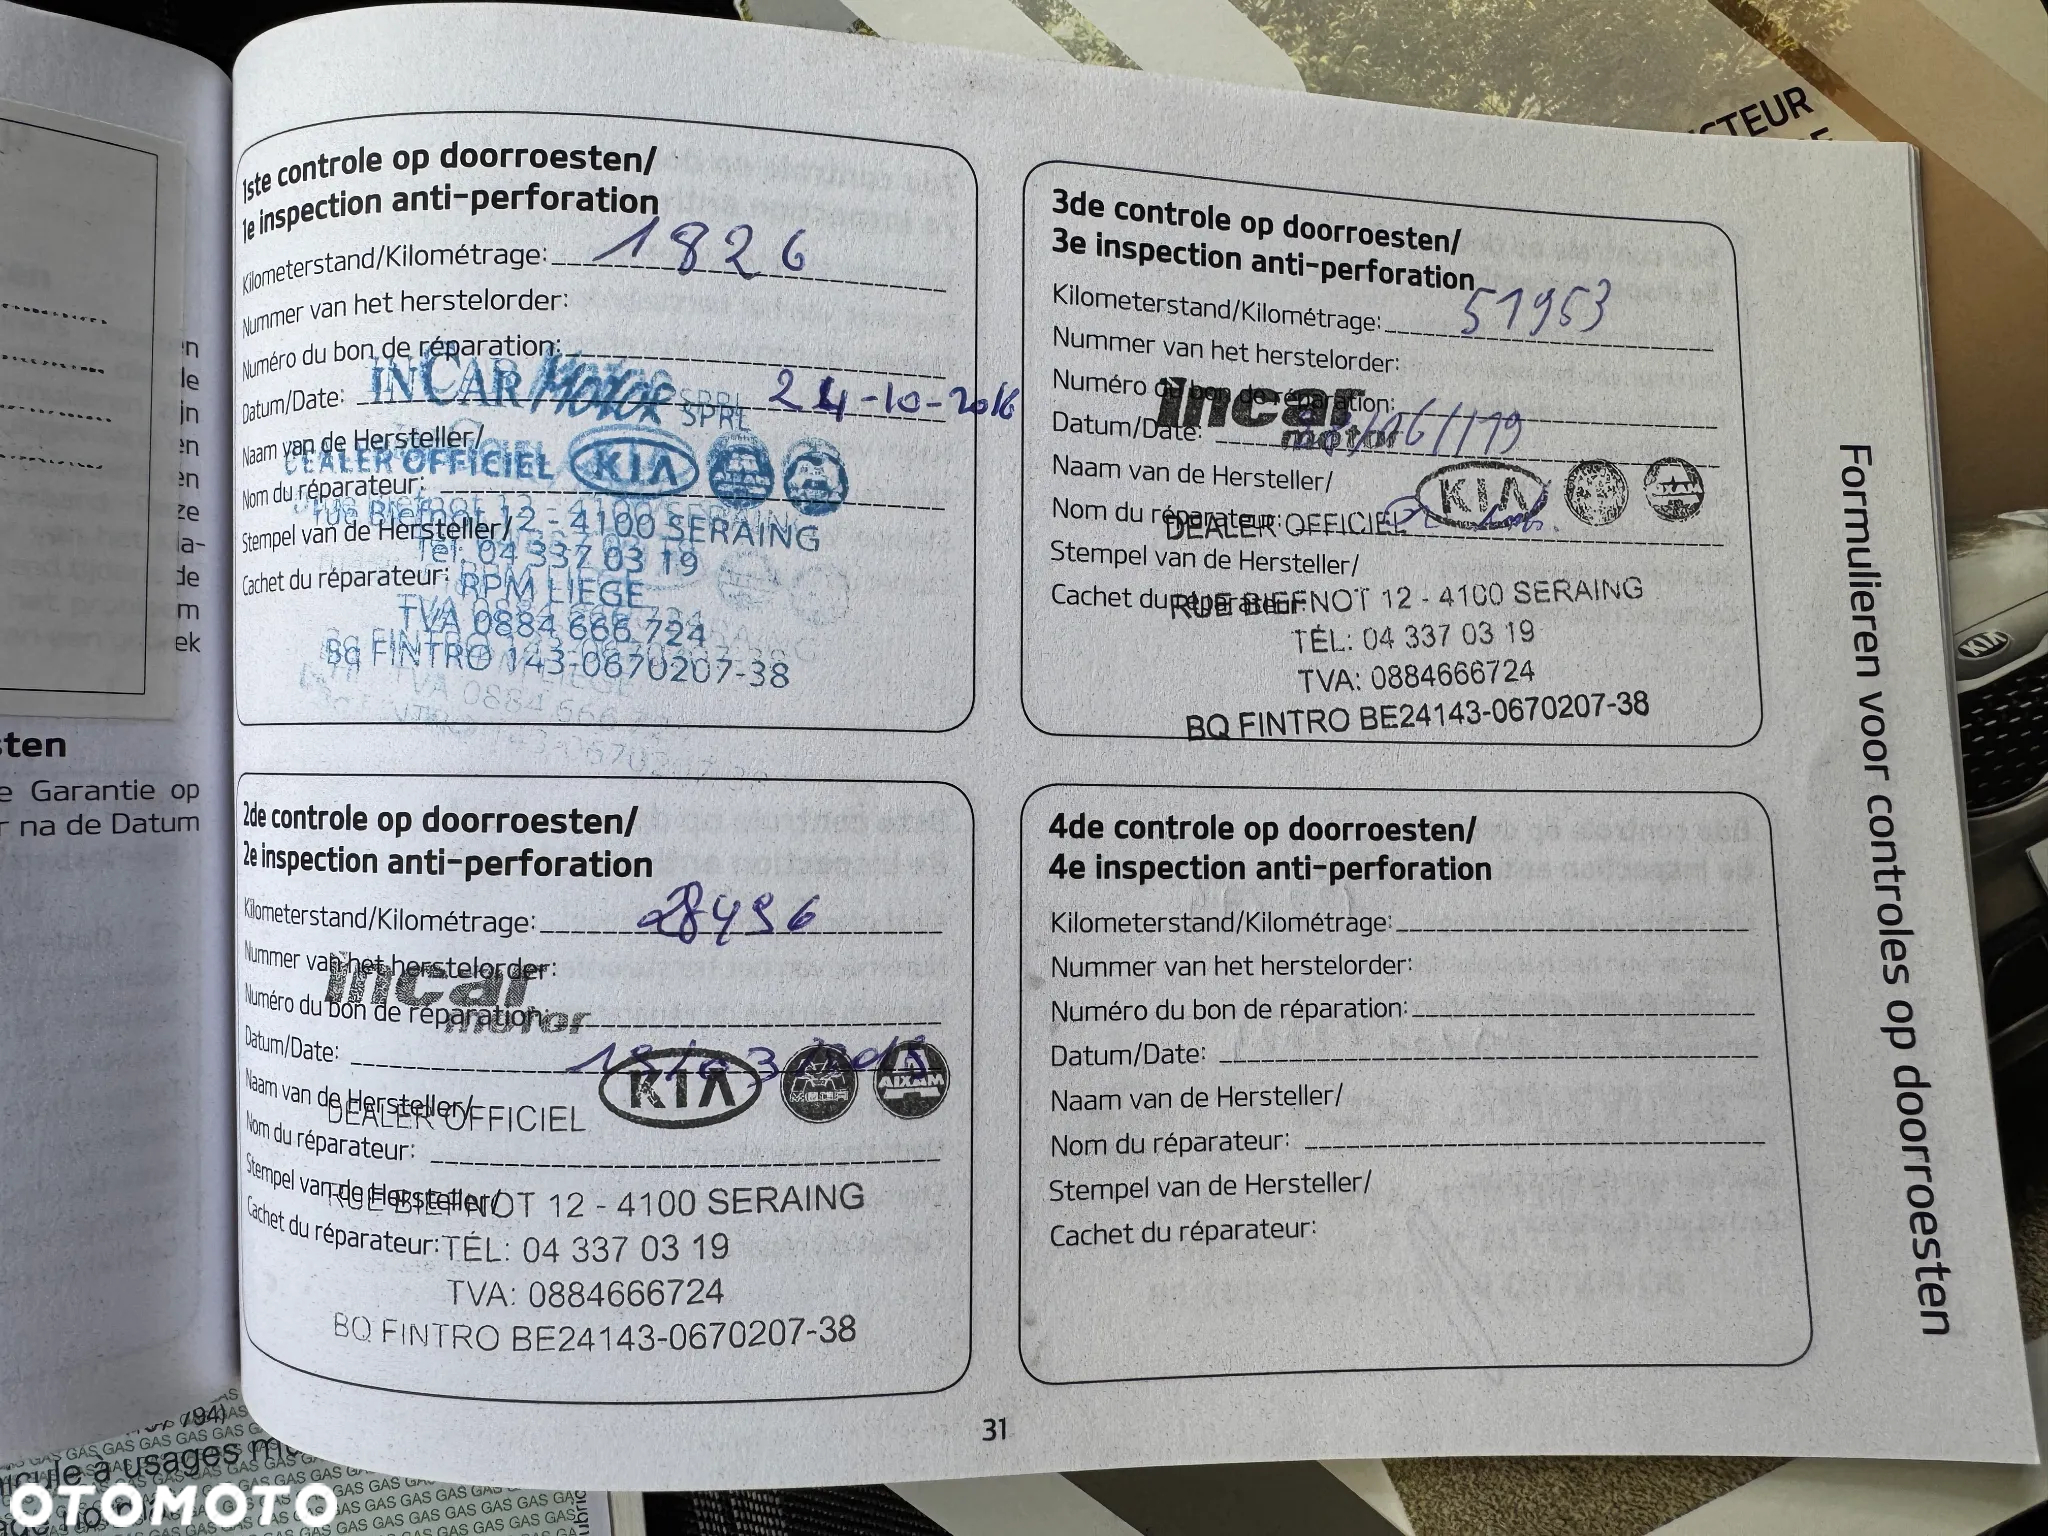 CTEUR
1ste controle op doorroesten/
1e inspection anti-perforation
Kilometerstand/Kilométrage: 1826
Nummer van het herstelorder:
Numéro du bon de réparation:
Datum/Date: 24-10-2016
Naam van de Hersteller/
Nom du réparateur:
Stempel van de Hersteller/
Cachet du réparateur:
INCAR Motor SPRL
DEALER OFFICIEL KIA
rue Biefnot 12 - 4100 SERAING
Tel. 04 337 03 19
RPM LIEGE
TVA 0884 666 724
Bq FINTRO 143-0670207-38
2de controle op doorroesten/
2e inspection anti-perforation
Kilometerstand/Kilométrage: 28496
Nummer van het herstelorder:
Numéro du bon de réparation:
Datum/Date: 
Naam van de Hersteller/
Nom du réparateur:
Stempel van de Hersteller/
Cachet du réparateur:
incar
motor
KIA AIXAM
DEALER OFFICIEL
RUE BIEFNOT 12 - 4100 SERAING
TÉL: 04 337 03 19
TVA: 0884666724
BQ FINTRO BE24143-0670207-38
3de controle op doorroesten/
3e inspection anti-perforation
Kilometerstand/Kilométrage: 51953
Nummer van het herstelorder:
Numéro du bon de réparation:
Datum/Date:
Naam van de Hersteller/
Nom du réparateur:
Stempel van de Hersteller/
Cachet du réparateur:
incar
motor
KIA
DEALER OFFICIEL
RUE BIEFNOT 12 - 4100 SERAING
TÉL: 04 337 03 19
TVA: 0884666724
BQ FINTRO BE24143-0670207-38
4de controle op doorroesten/
4e inspection anti-perforation
Kilometerstand/Kilométrage:
Nummer van het herstelorder:
Numéro du bon de réparation:
Datum/Date:
Naam van de Hersteller/
Nom du réparateur:
Stempel van de Hersteller/
Cachet du réparateur:
31
Formulieren voor controles op doorroesten
KIA
sten
e Garantie op
r na de Datum
794)
GAS GAS GAS GAS GAS GAS
icule à usages
OTOMOTO